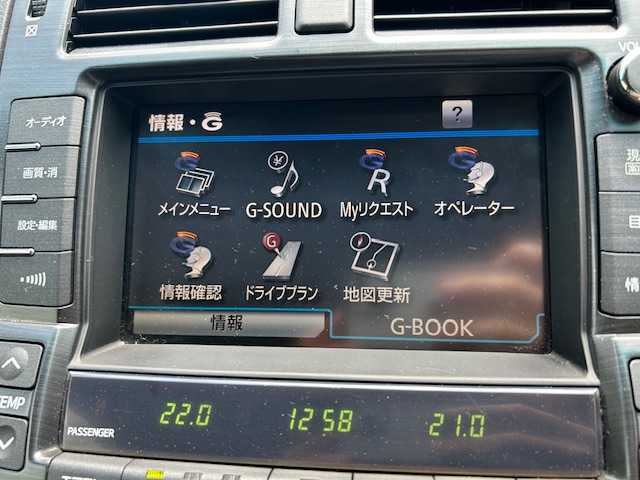 情報・G
?
VOL
オーディオ
画質・消
設定・編集
現
メインメニュー
G-SOUND
Myリクエスト
オペレーター
情報確認
ドライブプラン
地図更新
情報
G-BOOK
TEMP
PASSENGER
22.0
12 58
21.0